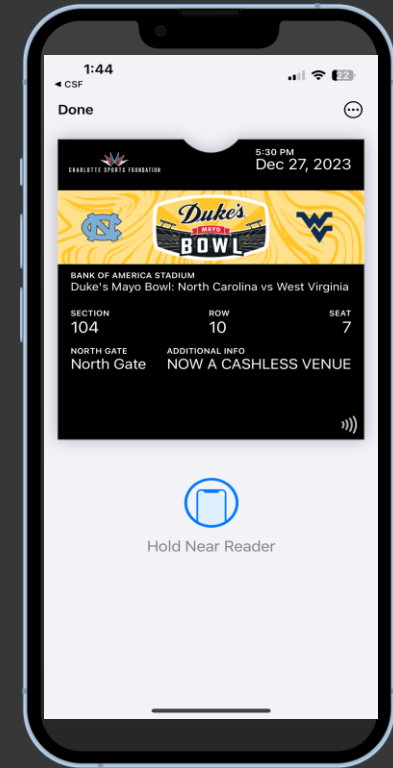 1:44
◄ CSF
22
Done
CHARLOTTE SPORTS FOUNDATION
5:30 PM
Dec 27, 2023
NC
Duke's
MAYO
BOWL
WV
BANK OF AMERICA STADIUM
Duke's Mayo Bowl: North Carolina vs West Virginia
SECTION ROW SEAT
104 10 7
NORTH GATE ADDITIONAL INFO
North Gate NOW A CASHLESS VENUE
Hold Near Reader